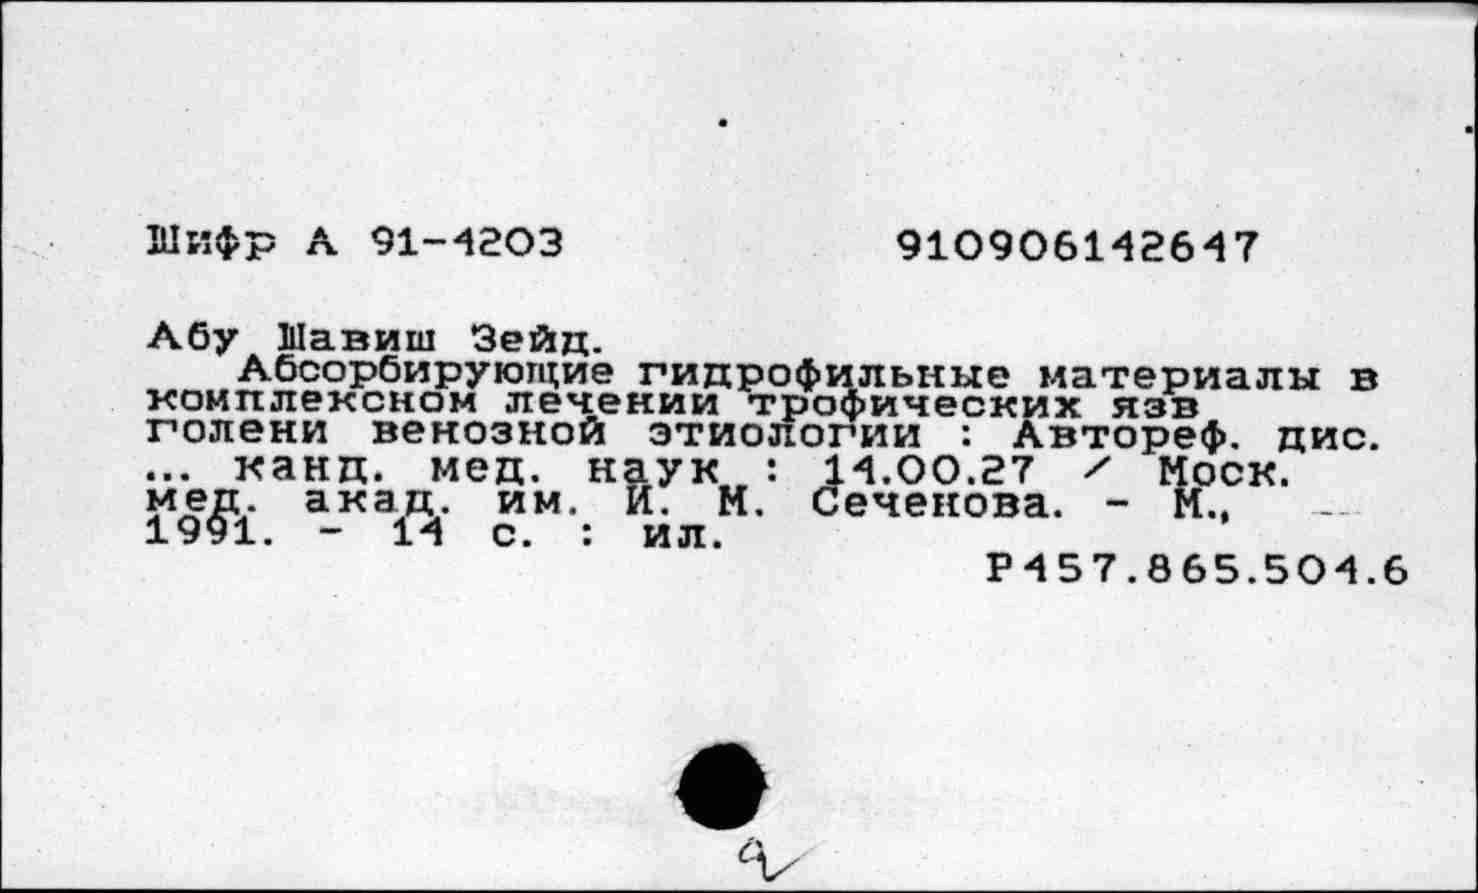 Шифр А 91-4203 910906142647
Абу Шавиш Зейд.
Абсорбирующие гидрофильные материалы в
комплексном лечении трофических язв
голени венозной этиологии : Автореф. дис.
... канд. мед. наук : 14.00.27 / Моск.
мед. акад. им. И. М. Сеченова. - М.,
1991. - 14 с. : ил.
Р457.865.504.6